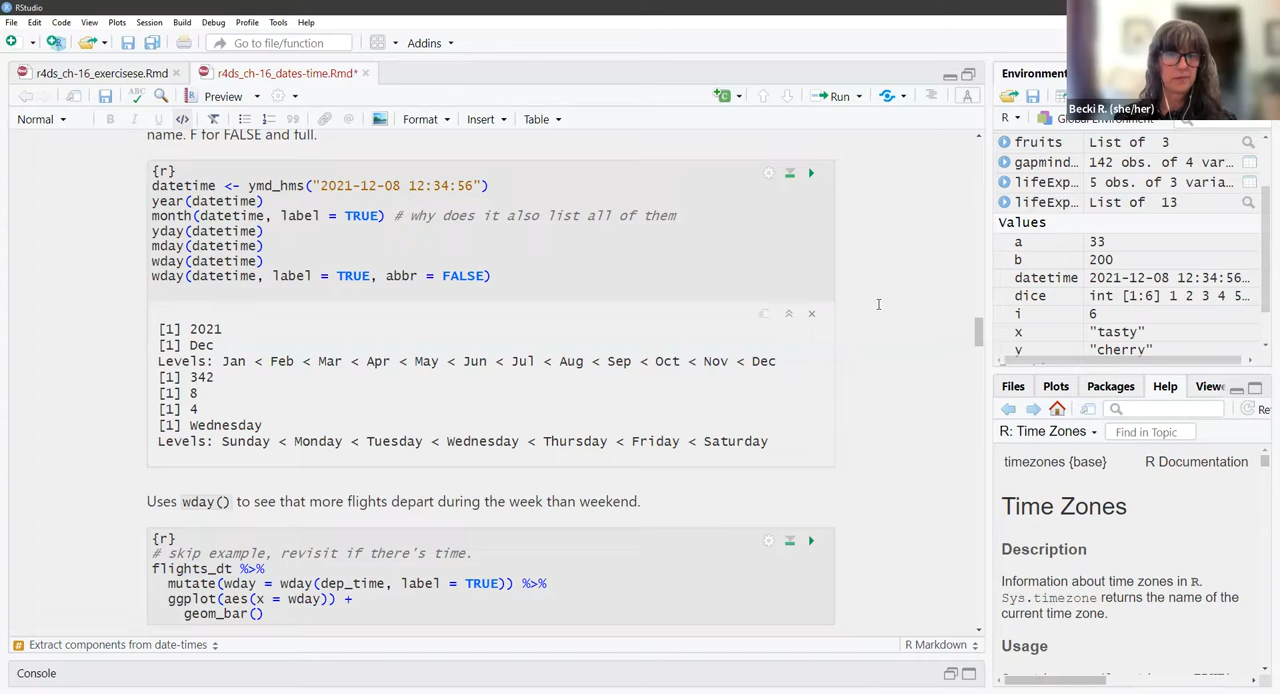 RStudio
File Edit Code View Plots Session Build Debug Profile Tools Help
Go to file/function Addins
r4ds_ch-16_exercisese.Rmd r4ds_ch-16_dates-time.Rmd*
ABC Preview Run
Normal B I U Format Insert Table
name. F for FALSE and full.
{r}
datetime <- ymd_hms("2021-12-08 12:34:56")
year(datetime)
month(datetime, label = TRUE) # why does it also list all of them
yday(datetime)
mday(datetime)
wday(datetime)
wday(datetime, label = TRUE, abbr = FALSE)
[1] 2021
[1] Dec
Levels: Jan < Feb < Mar < Apr < May < Jun < Jul < Aug < Sep < Oct < Nov < Dec
[1] 342
[1] 8
[1] 4
[1] Wednesday
Levels: Sunday < Monday < Tuesday < Wednesday < Thursday < Friday < Saturday
Uses wday() to see that more flights depart during the week than weekend.
{r}
# skip example, revisit if there's time.
flights_dt %>%
mutate(wday = wday(dep_time, label = TRUE)) %>%
ggplot(aes(x = wday)) +
geom_bar()
# Extract components from date-times R Markdown
Console
Becki R. (she/her)
Environm
R Global Environment
fruits List of 3
gapmind… 142 obs. of 4 var…
lifeExp… 5 obs. of 3 varia…
lifeExp… List of 13
Values
a 33
b 200
datetime 2021-12-08 12:34:56…
dice int [1:6] 1 2 3 4 5…
i 6
x "tasty"
y "cherry"
Files Plots Packages Help View
Re
R: Time Zones Find in Topic
timezones {base} R Documentation
Time Zones
Description
Information about time zones in R.
Sys.timezone returns the name of the
current time zone.
Usage